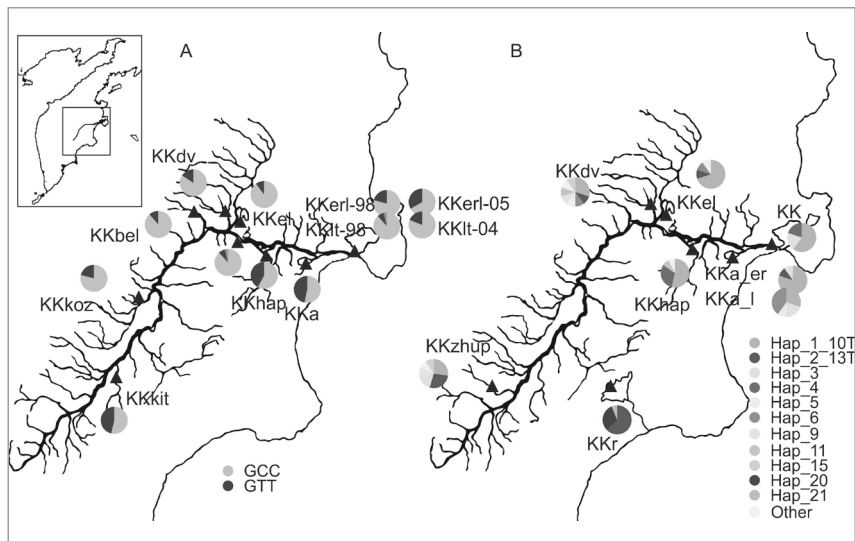 A
B
KKdv
KKel
KKerl-98
KKerl-05
KKlt-98
KKlt-04
KKbel
KKkoz
KKhap
KKa
KKkit
GCC
GTT
KKdv
KKel
KK
KKa_er
KKhap
KKa_l
KKzhup
KKr
Hap_1_10T
Hap_2_13T
Hap_3
Hap_4
Hap_5
Hap_6
Hap_9
Hap_11
Hap_15
Hap_20
Hap_21
Other